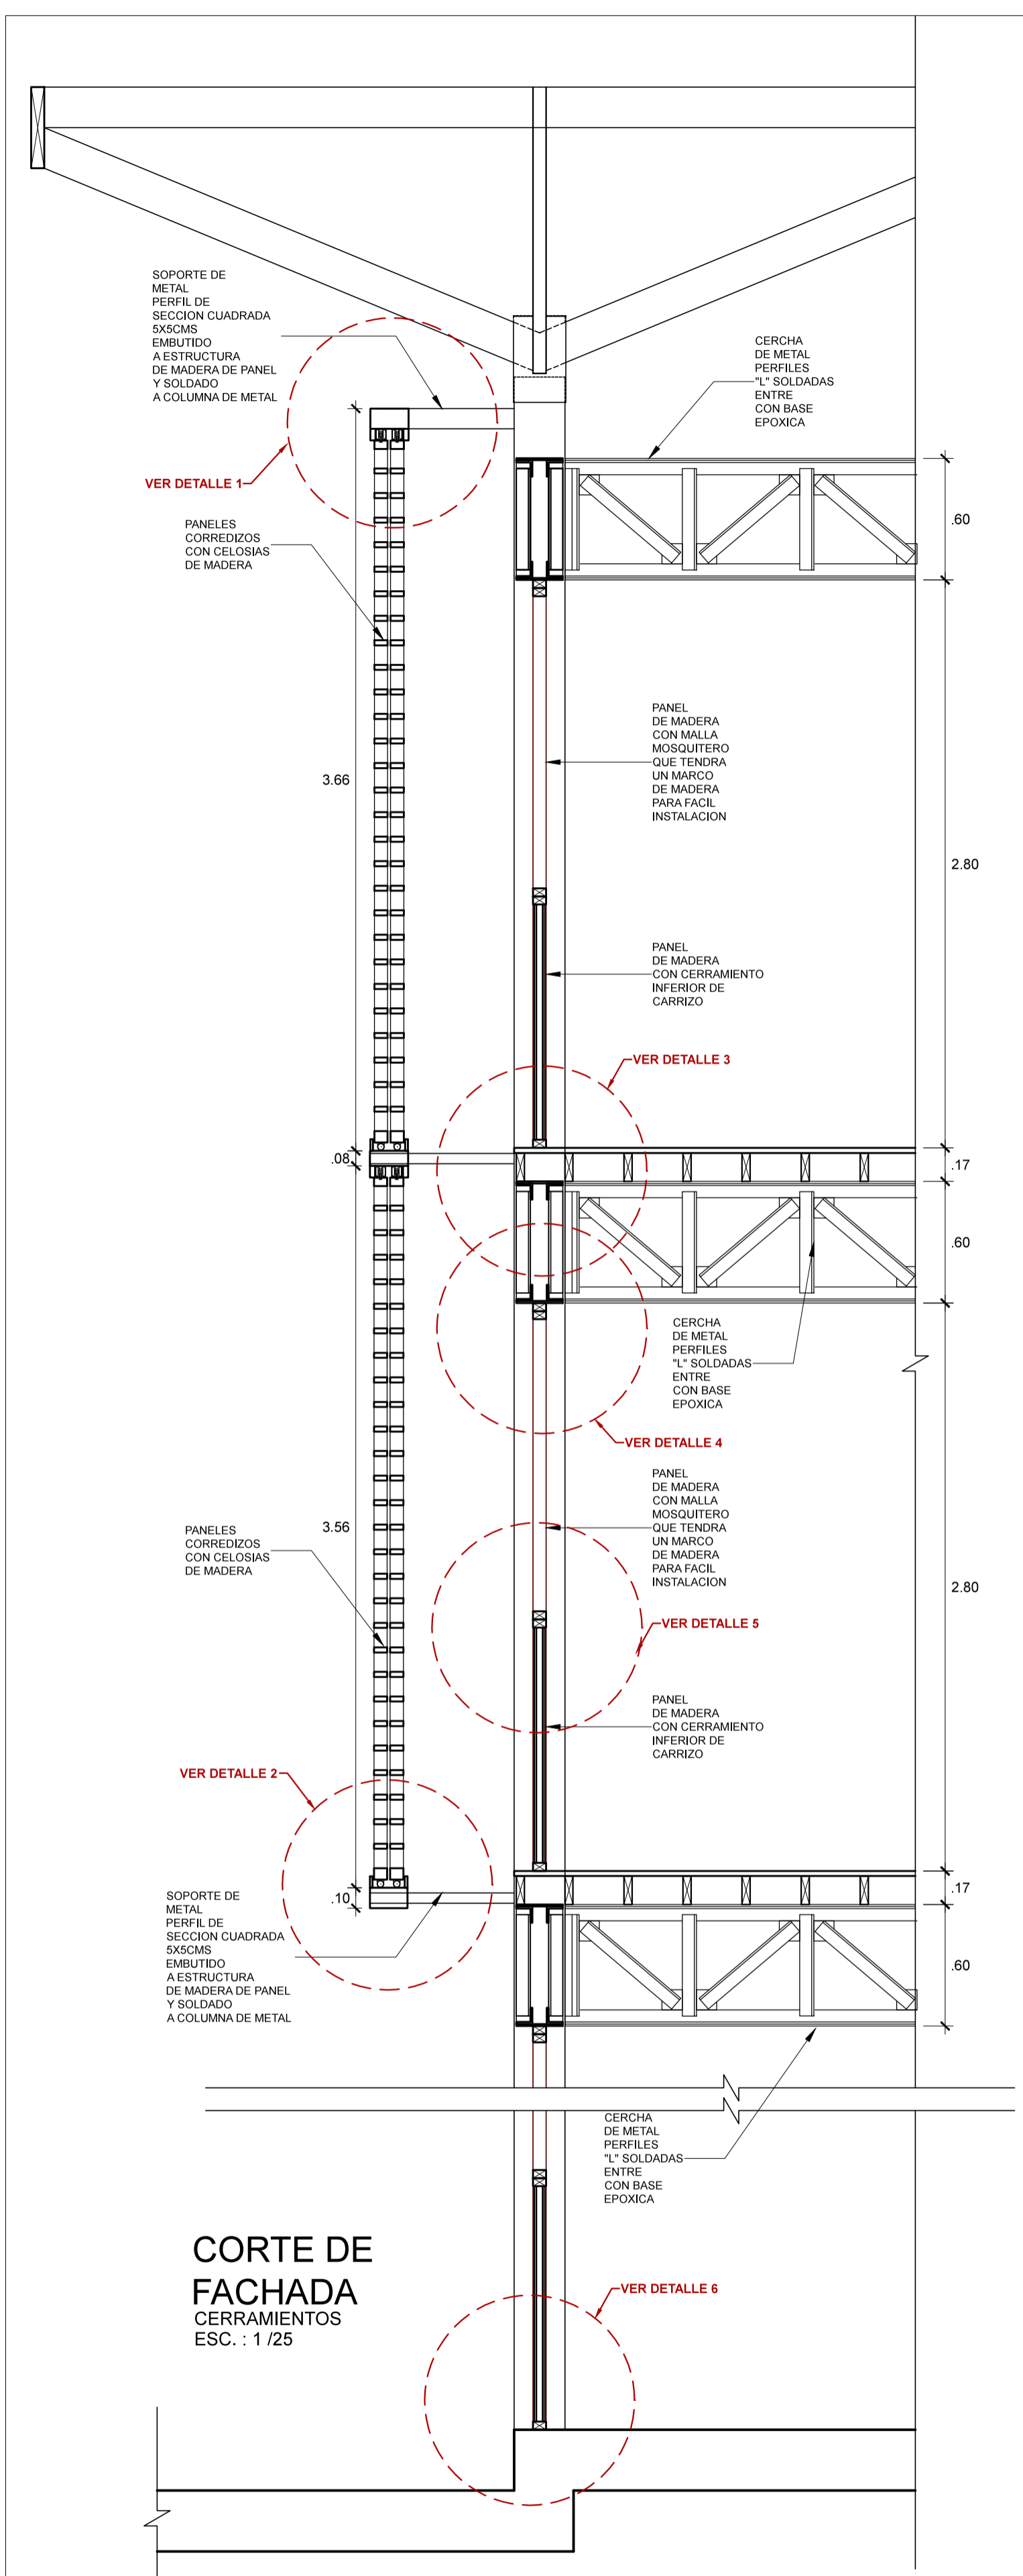 SOPORTE DE
METAL
PERFIL DE
SECCION CUADRADA
5X5CMS
EMBUTIDO
A ESTRUCTURA
DE MADERA DE PANEL
Y SOLDADO
A COLUMNA DE METAL
CERCHA
DE METAL
PERFILES
"L" SOLDADAS
ENTRE
CON BASE
EPOXICA
VER DETALLE 1
.60
PANELES
CORREDIZOS
CON CELOSIAS
DE MADERA
3.66
PANEL
DE MADERA
CON MALLA
MOSQUITERO
QUE TENDRA
UN MARCO
DE MADERA
PARA FACIL
INSTALACION
2.80
PANEL
DE MADERA
CON CERRAMIENTO
INFERIOR DE
CARRIZO
VER DETALLE 3
.08
.17
.60
CERCHA
DE METAL
PERFILES
"L" SOLDADAS
ENTRE
CON BASE
EPOXICA
VER DETALLE 4
PANEL
DE MADERA
CON MALLA
MOSQUITERO
QUE TENDRA
UN MARCO
DE MADERA
PARA FACIL
INSTALACION
3.56
PANELES
CORREDIZOS
CON CELOSIAS
DE MADERA
2.80
VER DETALLE 5
PANEL
DE MADERA
CON CERRAMIENTO
INFERIOR DE
CARRIZO
VER DETALLE 2
.10
.17
SOPORTE DE
METAL
PERFIL DE
SECCION CUADRADA
5X5CMS
EMBUTIDO
A ESTRUCTURA
DE MADERA DE PANEL
Y SOLDADO
A COLUMNA DE METAL
.60
CERCHA
DE METAL
PERFILES
"L" SOLDADAS
ENTRE
CON BASE
EPOXICA
CORTE DE
FACHADA
CERRAMIENTOS
ESC. : 1 /25
VER DETALLE 6